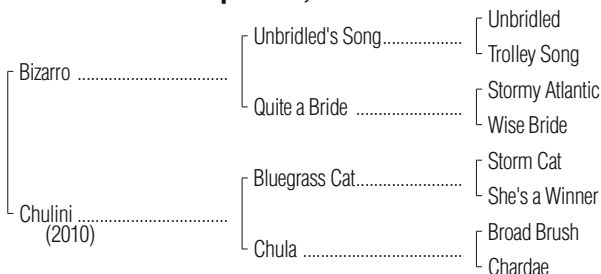 Unbridled
Unbridled's Song
Trolley Song
Bizarro
Stormy Atlantic
Quite a Bride
Wise Bride
Storm Cat
Bluegrass Cat
She's a Winner
Chulini
(2010)
Broad Brush
Chula
Chardae